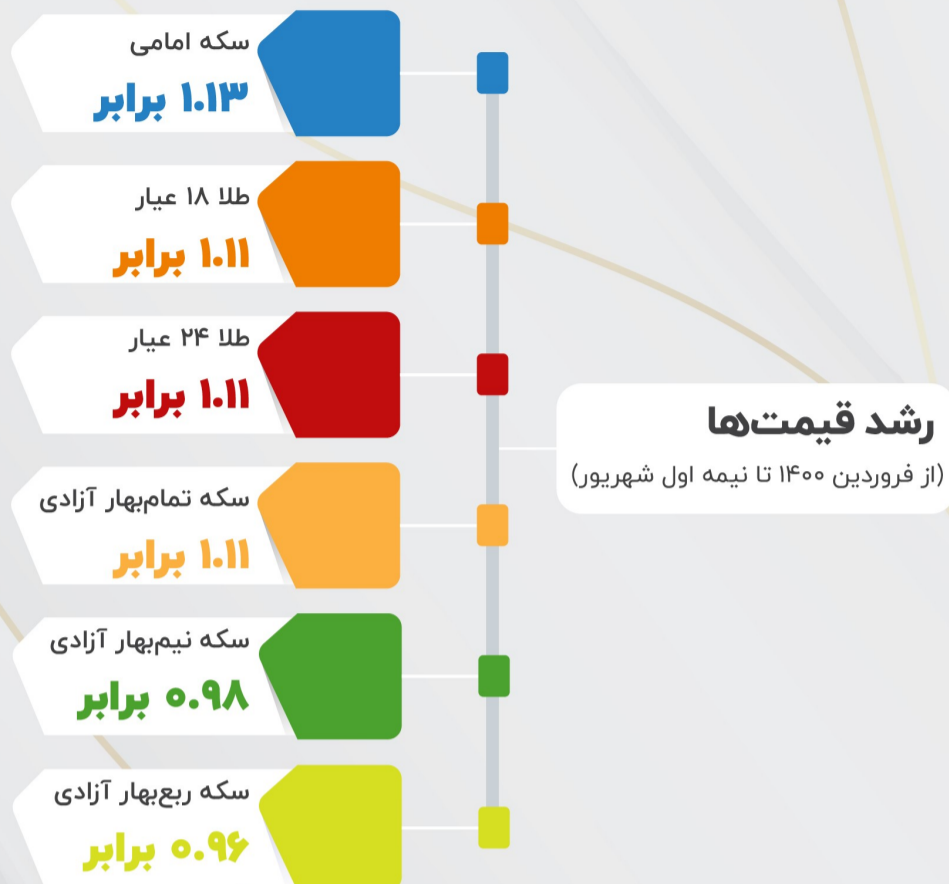 رشد قیمت‌ها
(از فروردین ۱۴۰۰ تا نیمه اول شهریور)
سکه امامی
۱.۱۳ برابر
طلا ۱۸ عیار
۱.۱۱ برابر
طلا ۲۴ عیار
۱.۱۱ برابر
سکه تمام‌بهار آزادی
۱.۱۱ برابر
سکه نیم‌بهار آزادی
۰.۹۸ برابر
سکه ربع‌بهار آزادی
۰.۹۶ برابر